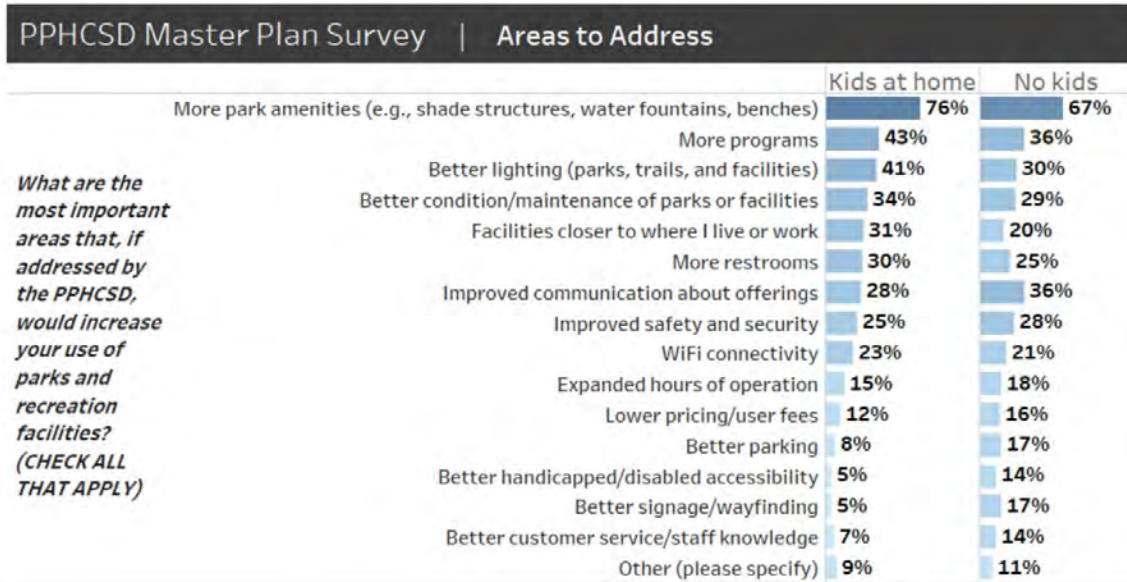 PPHCSD Master Plan Survey | Areas to Address
Kids at home No kids
What are the
most important
areas that, if
addressed by
the PPHCSD,
would increase
your use of
parks and
recreation
facilities?
(CHECK ALL
THAT APPLY)
More park amenities (e.g., shade structures, water fountains, benches) 76% 67%
More programs 43% 36%
Better lighting (parks, trails, and facilities) 41% 30%
Better condition/maintenance of parks or facilities 34% 29%
Facilities closer to where I live or work 31% 20%
More restrooms 30% 25%
Improved communication about offerings 28% 36%
Improved safety and security 25% 28%
WiFi connectivity 23% 21%
Expanded hours of operation 15% 18%
Lower pricing/user fees 12% 16%
Better parking 8% 17%
Better handicapped/disabled accessibility 5% 14%
Better signage/wayfinding 5% 17%
Better customer service/staff knowledge 7% 14%
Other (please specify) 9% 11%